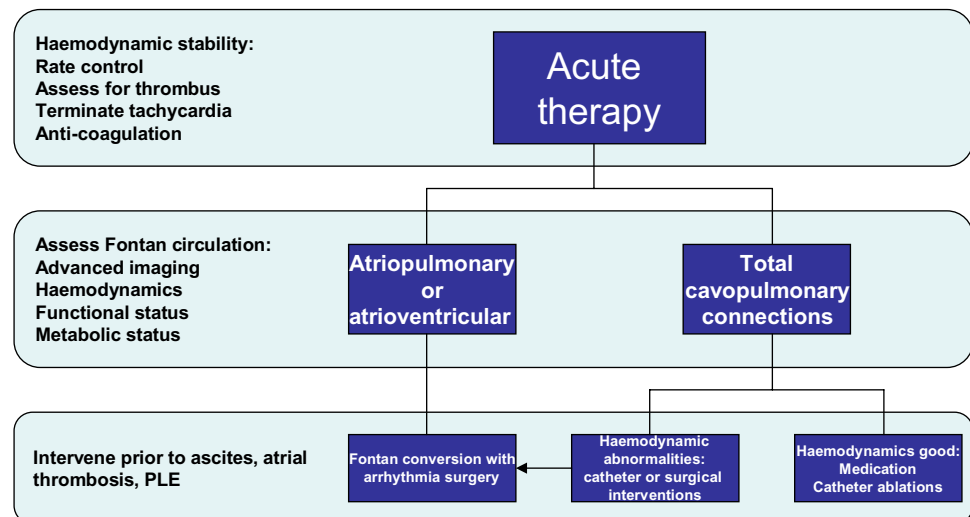 Haemodynamic stability:
Rate control
Assess for thrombus
Terminate tachycardia
Anti-coagulation
Acute
therapy
Assess Fontan circulation:
Advanced imaging
Haemodynamics
Functional status
Metabolic status
Atriopulmonary
or
atrioventricular
Total
cavopulmonary
connections
Intervene prior to ascites, atrial
thrombosis, PLE
Fontan conversion with
arrhythmia surgery
Haemodynamic
abnormalities:
catheter or surgical
interventions
Haemodynamics good:
Medication
Catheter ablations